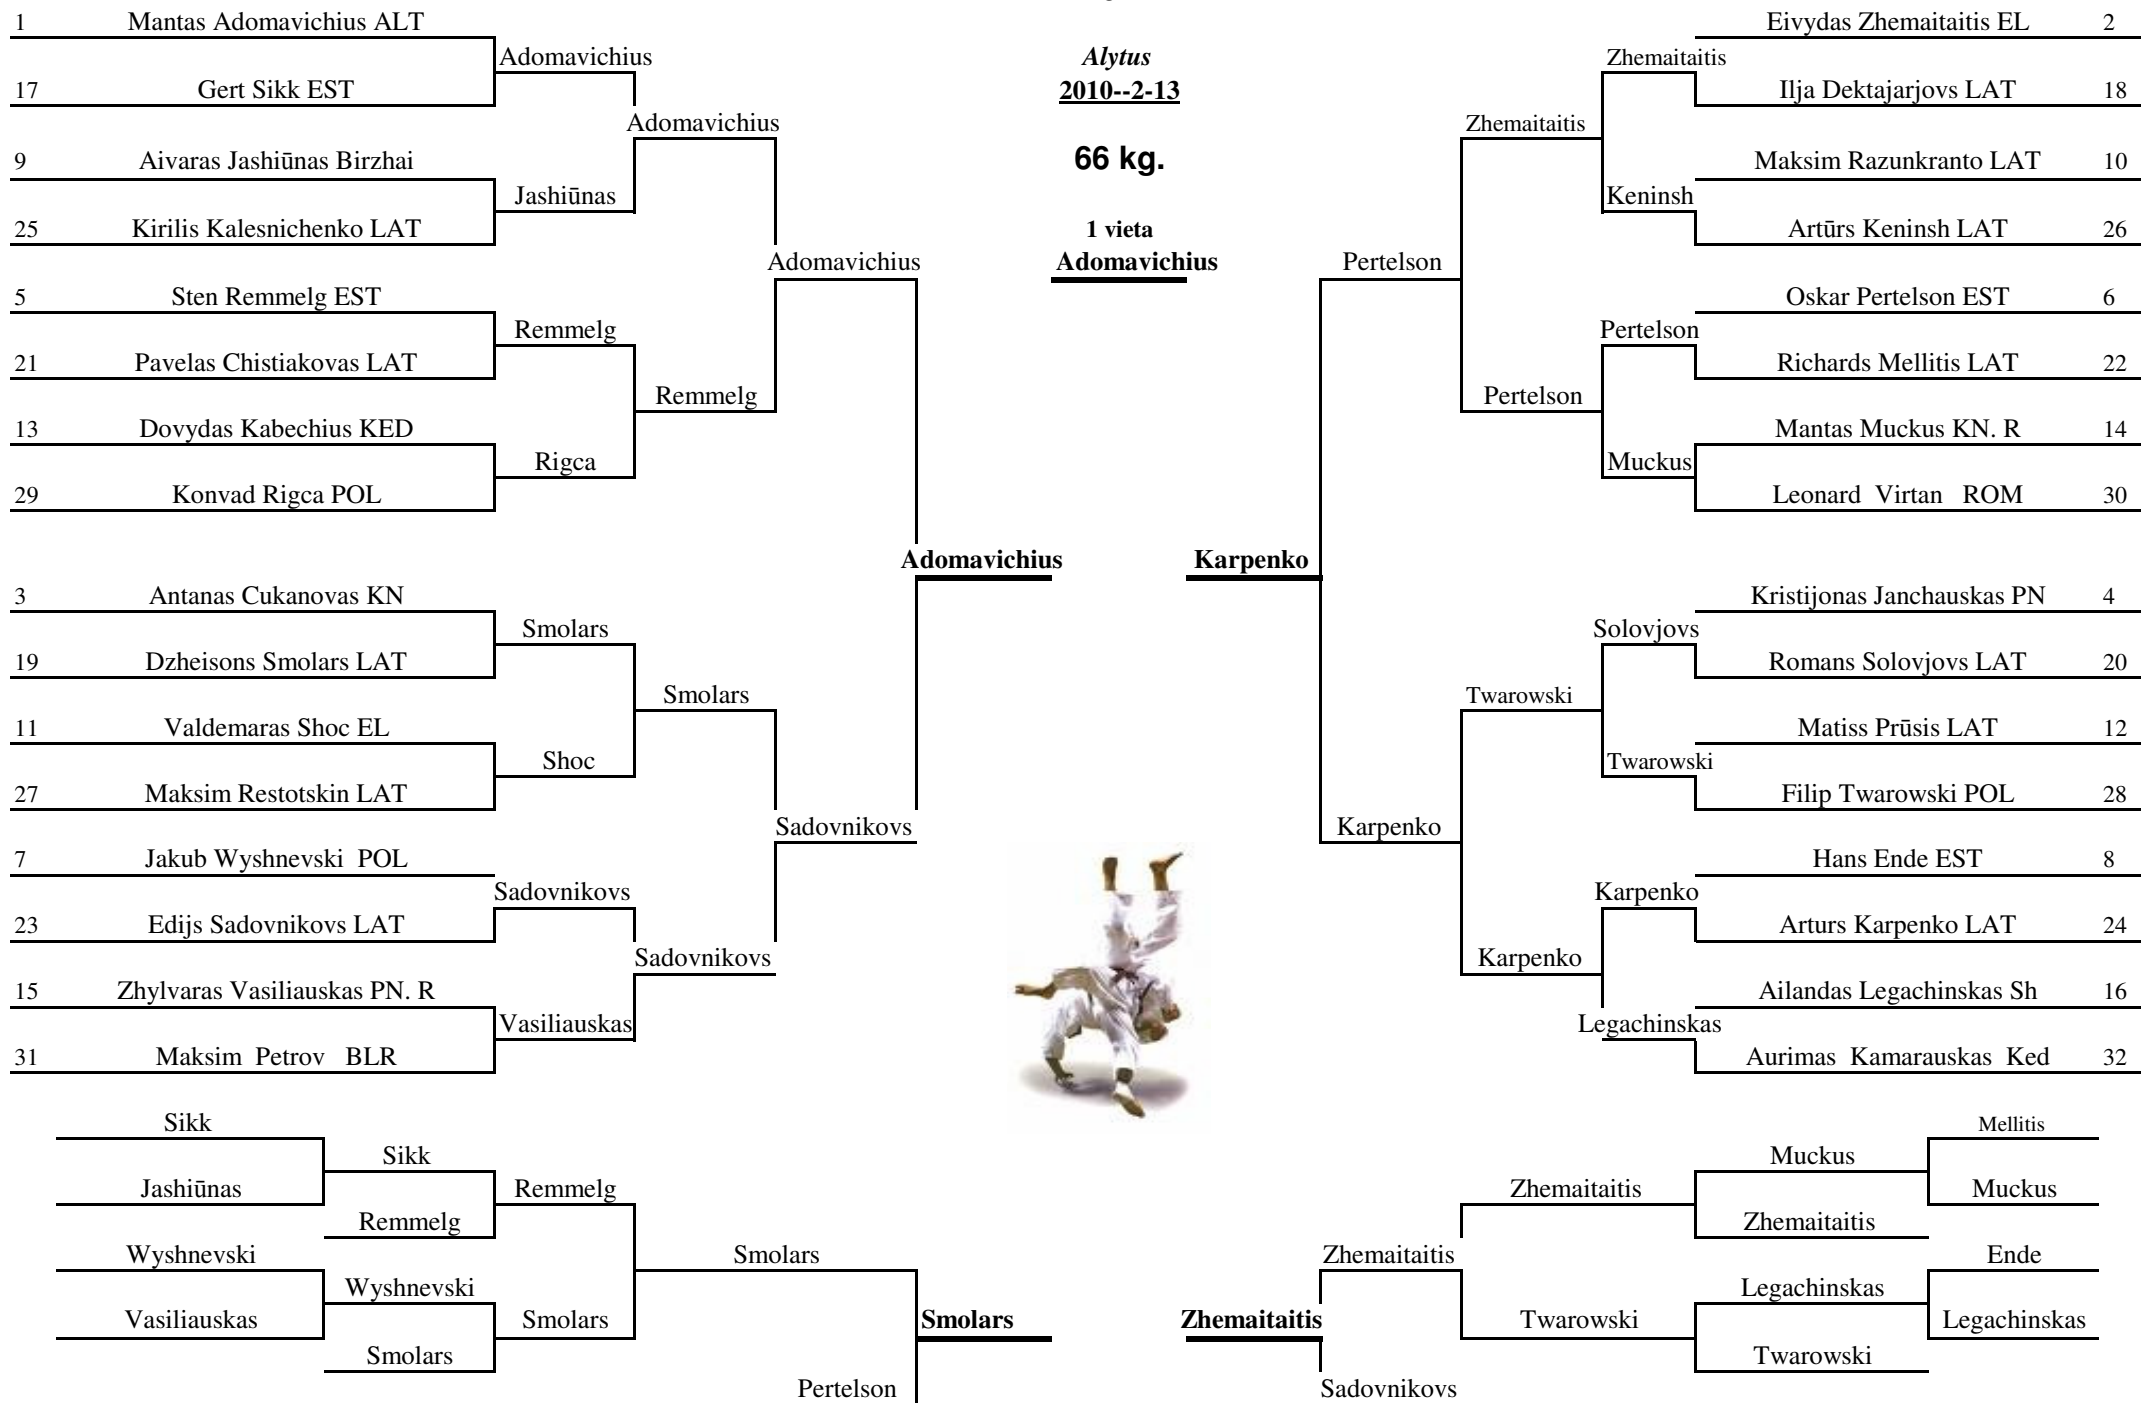 1 Mantas Adomavichius ALT
17 Gert Sikk EST
9 Aivaras Jashiūnas Birzhai
25 Kirilis Kalesnichenko LAT
5 Sten Remmelg EST
21 Pavelas Chistiakovas LAT
13 Dovydas Kabechius KED
29 Konvad Rigca POL
3 Antanas Cukanovas KN
19 Dzheisons Smolars LAT
11 Valdemaras Shoc EL
27 Maksim Restotskin LAT
7 Jakub Wyshnevski POL
23 Edijs Sadovnikovs LAT
15 Zhylvaras Vasiliauskas PN. R
31 Maksim Petrov BLR
Adomavichius
Jashiūnas
Remmelg
Rigca
Smolars
Shoc
Sadovnikovs
Vasiliauskas
Adomavichius
Remmelg
Smolars
Sadovnikovs
Adomavichius
Sadovnikovs
Adomavichius
Alytus
2010--2-13
66 kg.
1 vieta
Adomavichius
Karpenko
Pertelson
Karpenko
Zhemaitaitis
Pertelson
Twarowski
Karpenko
Zhemaitaitis
Keninsh
Pertelson
Muckus
Solovjovs
Twarowski
Karpenko
Legachinskas
Eivydas Zhemaitaitis EL 2
Ilja Dektajarjovs LAT 18
Maksim Razunkranto LAT 10
Artūrs Keninsh LAT 26
Oskar Pertelson EST 6
Richards Mellitis LAT 22
Mantas Muckus KN. R 14
Leonard Virtan ROM 30
Kristijonas Janchauskas PN 4
Romans Solovjovs LAT 20
Matiss Prūsis LAT 12
Filip Twarowski POL 28
Hans Ende EST 8
Arturs Karpenko LAT 24
Ailandas Legachinskas Sh 16
Aurimas Kamarauskas Ked 32
Sikk
Jashiūnas
Wyshnevski
Vasiliauskas
Sikk
Remmelg
Wyshnevski
Smolars
Remmelg
Smolars
Smolars
Pertelson
Smolars
Zhemaitaitis
Zhemaitaitis
Sadovnikovs
Zhemaitaitis
Twarowski
Muckus
Zhemaitaitis
Legachinskas
Twarowski
Mellitis
Muckus
Ende
Legachinskas